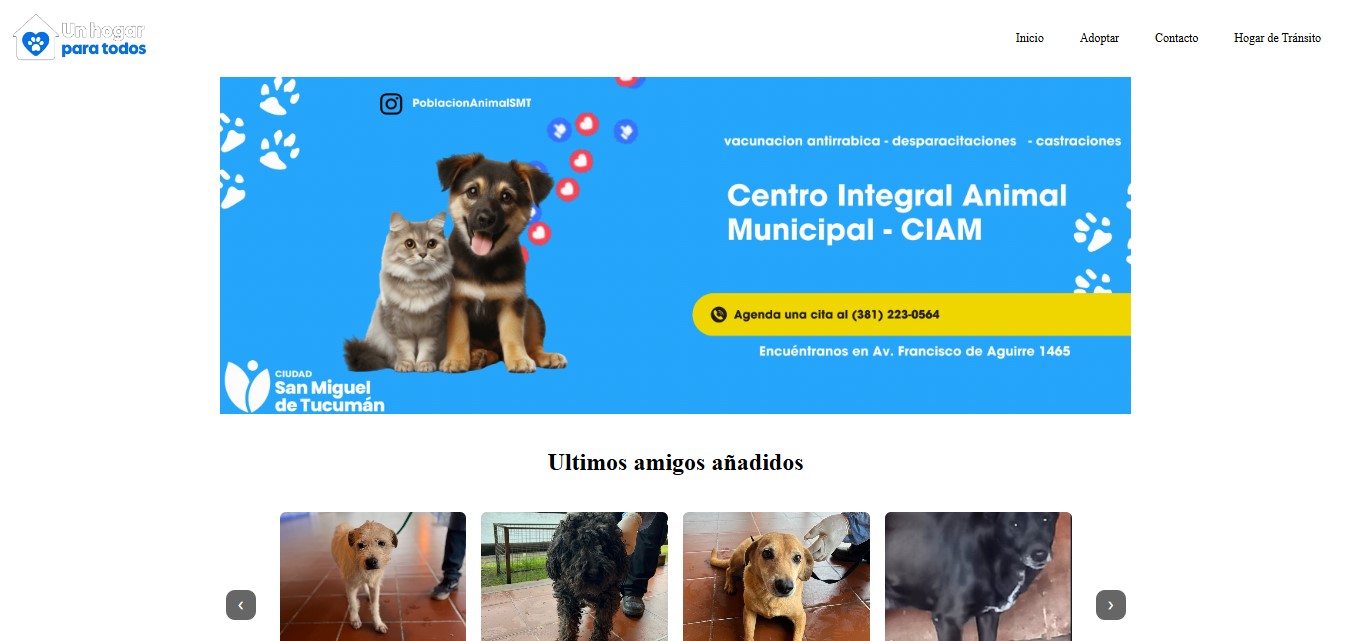 Un hogar
para todos
Inicio
Adoptar
Contacto
Hogar de Tránsito
PoblacionAnimalSMT
vacunacion antirrabica - desparacitaciones - castraciones
Centro Integral Animal
Municipal - CIAM
Agenda una cita al (381) 223-0564
Encuéntranos en Av. Francisco de Aguirre 1465
CIUDAD
San Miguel
de Tucumán
Ultimos amigos añadidos
‹
›